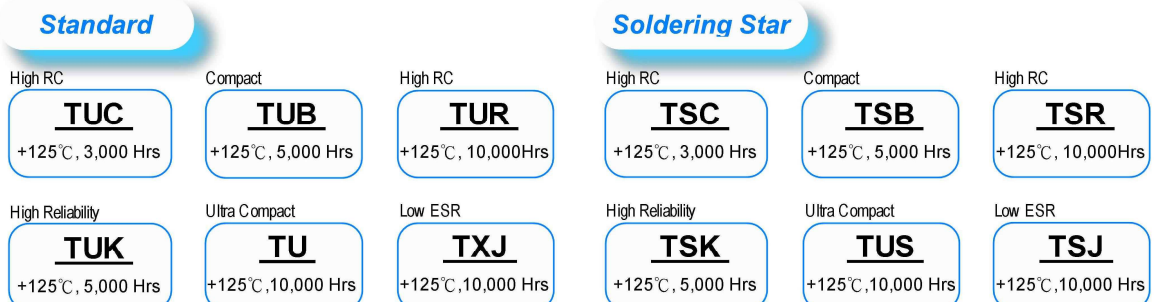 Standard
Soldering Star
High RC
Compact
High RC
High RC
Compact
High RC
TUC
TUB
TUR
TSC
TSB
TSR
+125℃, 3,000 Hrs
+125℃, 5,000 Hrs
+125℃, 10,000Hrs
+125℃, 3,000 Hrs
+125℃, 5,000 Hrs
+125℃, 10,000Hrs
High Reliability
Ultra Compact
Low ESR
High Reliability
Ultra Compact
Low ESR
TUK
TU
TXJ
TSK
TUS
TSJ
+125℃, 5,000 Hrs
+125℃,10,000 Hrs
+125℃,10,000 Hrs
+125℃, 5,000 Hrs
+125℃,10,000 Hrs
+125℃,10,000 Hrs